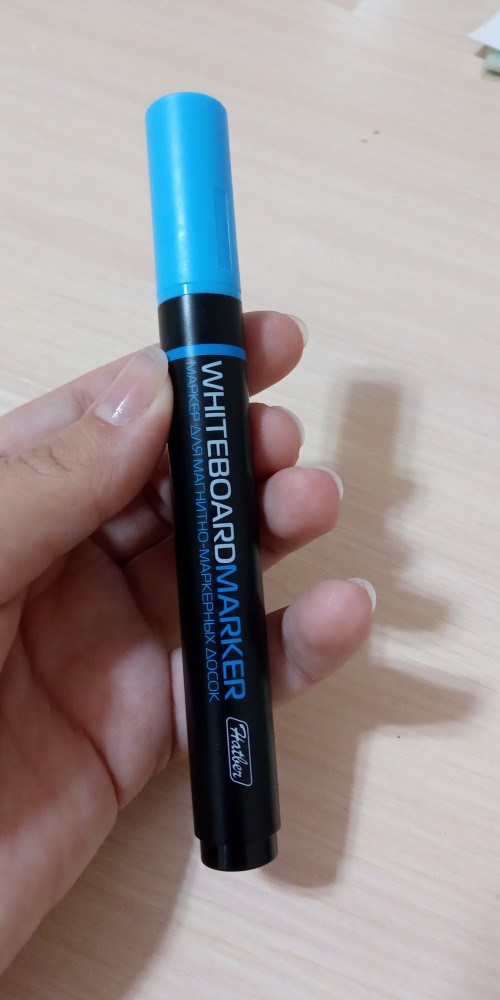 WHITEBOARDMARKER
МАРКЕР ДЛЯ МАГНИТНО-МАРКЕРНЫХ ДОСОК
Hatber